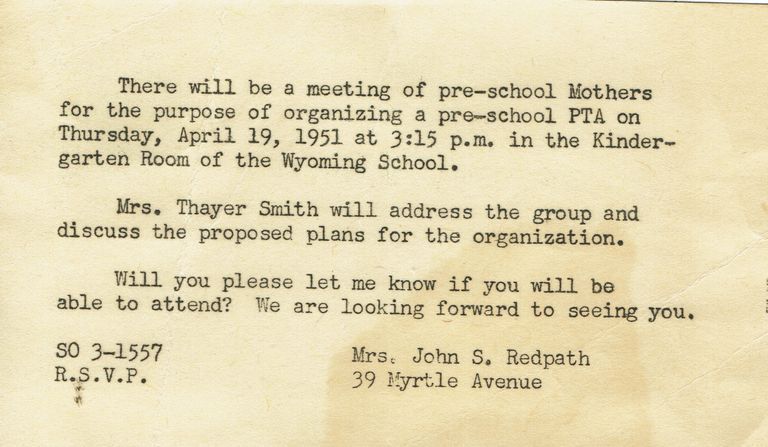 There will be a meeting of pre-school Mothers
for the purpose of organizing a pre-school PTA on
Thursday, April 19, 1951 at 3:15 p.m. in the Kinder-
garten Room of the Wyoming School.
Mrs. Thayer Smith will address the group and
discuss the proposed plans for the organization.
Will you please let me know if you will be
able to attend? We are looking forward to seeing you.
SO 3-1557
R.S.V.P.
Mrs. John S. Redpath
39 Myrtle Avenue